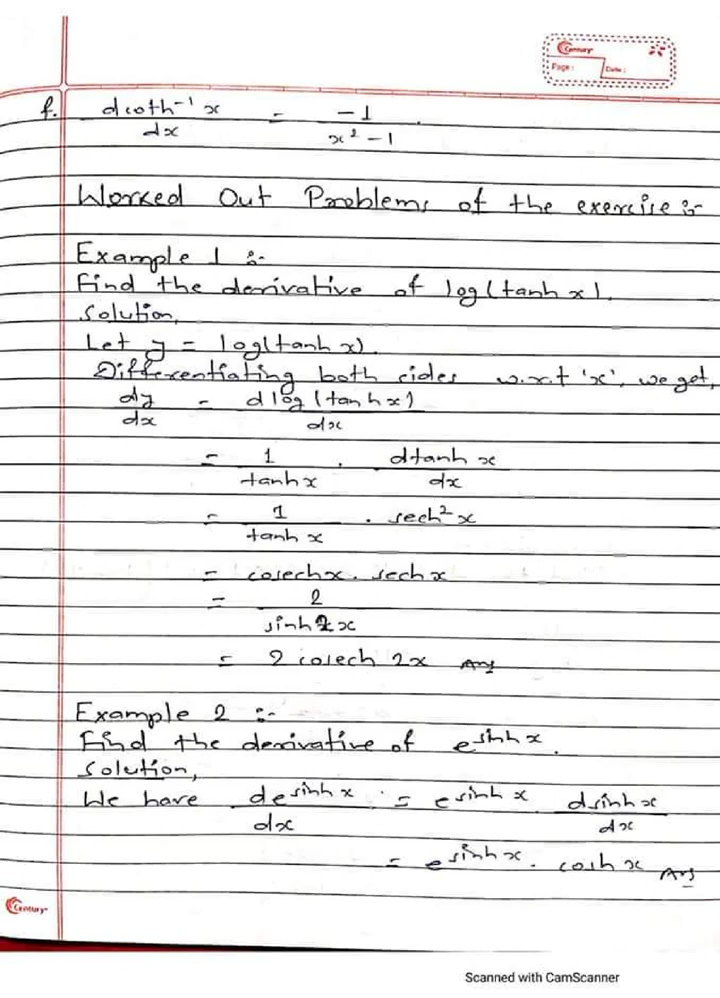 Century
Page : Date :
f. d coth⁻¹ x / dx = -1 / x² - 1 .
Worked Out Problems of the exercise :-
Example 1 :-
Find the derivative of log(tanh x).
Solution,
Let y = log(tanh x).
Differentiating both sides w.r.t 'x', we get,
dy / dx = d log (tanh x) / dx
= 1 / tanh x . d tanh x / dx
= 1 / tanh x . sech² x
= cosech x . sech x
= 2 / sinh 2x
= 2 cosech 2x Ans
Example 2 :-
Find the derivative of e^sinh x.
Solution,
We have d e^sinh x / dx = e^sinh x . d sinh x / dx
= e^sinh x . cosh x Ans
Century
Scanned with CamScanner